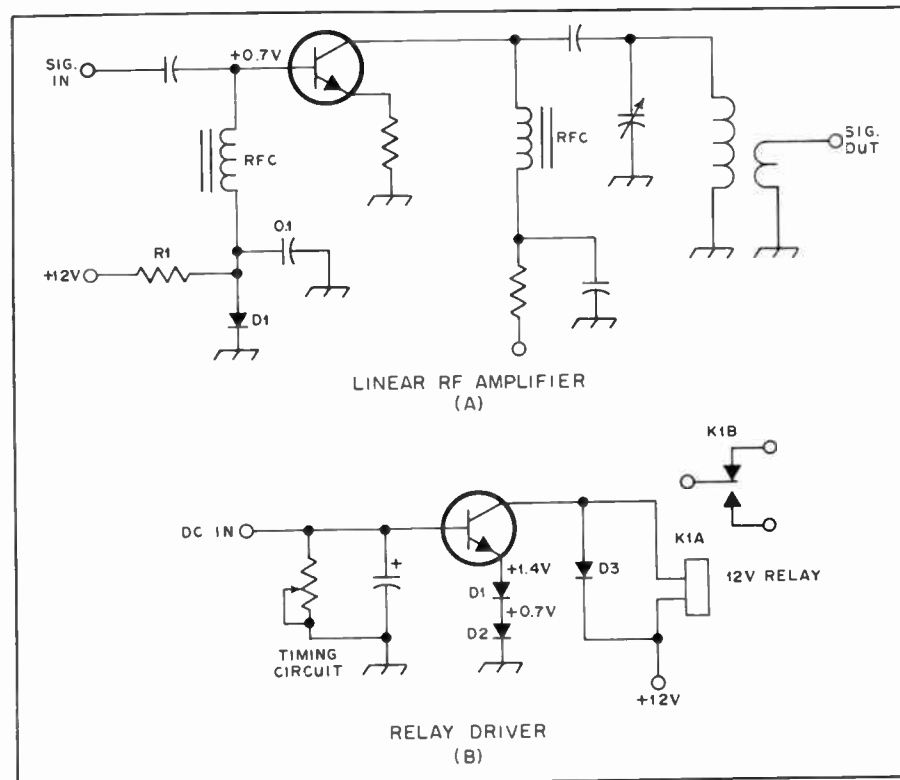 SIG.
IN
+0.7V
RFC
RFC
SIG.
OUT
0.1
R1
+12V
D1
LINEAR RF AMPLIFIER
(A)
K1B
DC IN
+
+1.4V
D1
+0.7V
D2
D3
K1A
12V RELAY
TIMING
CIRCUIT
+12V
RELAY DRIVER
(B)